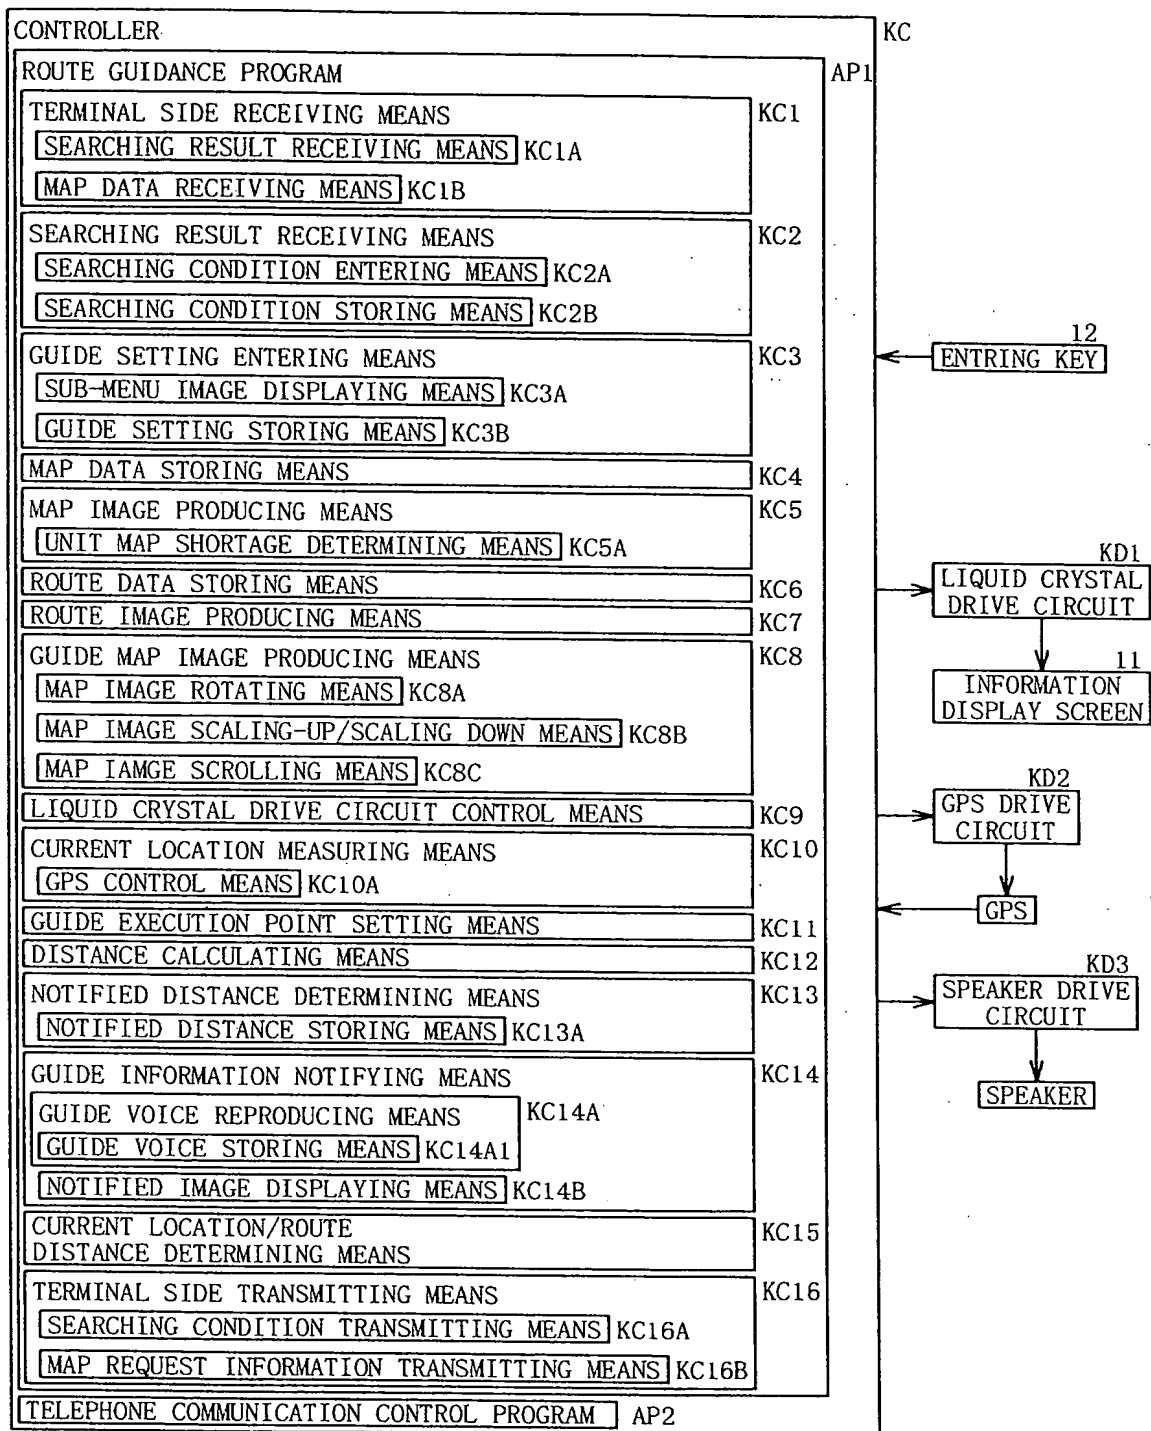 CONTROLLER KC
ROUTE GUIDANCE PROGRAM AP1
TERMINAL SIDE RECEIVING MEANS KC1
SEARCHING RESULT RECEIVING MEANS KC1A
MAP DATA RECEIVING MEANS KC1B
SEARCHING RESULT RECEIVING MEANS KC2
SEARCHING CONDITION ENTERING MEANS KC2A
SEARCHING CONDITION STORING MEANS KC2B
GUIDE SETTING ENTERING MEANS KC3
SUB-MENU IMAGE DISPLAYING MEANS KC3A
GUIDE SETTING STORING MEANS KC3B
MAP DATA STORING MEANS KC4
MAP IMAGE PRODUCING MEANS KC5
UNIT MAP SHORTAGE DETERMINING MEANS KC5A
ROUTE DATA STORING MEANS KC6
ROUTE IMAGE PRODUCING MEANS KC7
GUIDE MAP IMAGE PRODUCING MEANS KC8
MAP IMAGE ROTATING MEANS KC8A
MAP IMAGE SCALING-UP/SCALING DOWN MEANS KC8B
MAP IAMGE SCROLLING MEANS KC8C
LIQUID CRYSTAL DRIVE CIRCUIT CONTROL MEANS KC9
CURRENT LOCATION MEASURING MEANS KC10
GPS CONTROL MEANS KC10A
GUIDE EXECUTION POINT SETTING MEANS KC11
DISTANCE CALCULATING MEANS KC12
NOTIFIED DISTANCE DETERMINING MEANS KC13
NOTIFIED DISTANCE STORING MEANS KC13A
GUIDE INFORMATION NOTIFYING MEANS KC14
GUIDE VOICE REPRODUCING MEANS KC14A
GUIDE VOICE STORING MEANS KC14A1
NOTIFIED IMAGE DISPLAYING MEANS KC14B
CURRENT LOCATION/ROUTE KC15
DISTANCE DETERMINING MEANS
TERMINAL SIDE TRANSMITTING MEANS KC16
SEARCHING CONDITION TRANSMITTING MEANS KC16A
MAP REQUEST INFORMATION TRANSMITTING MEANS KC16B
TELEPHONE COMMUNICATION CONTROL PROGRAM AP2
12
ENTRING KEY
KD1
LIQUID CRYSTAL
DRIVE CIRCUIT
11
INFORMATION
DISPLAY SCREEN
KD2
GPS DRIVE
CIRCUIT
GPS
KD3
SPEAKER DRIVE
CIRCUIT
SPEAKER